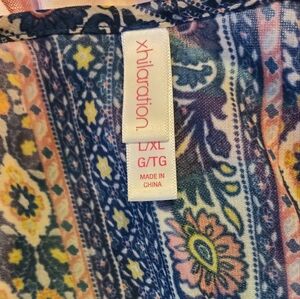 xhilaration.
L/XL
G/TG
MADE IN
CHINA